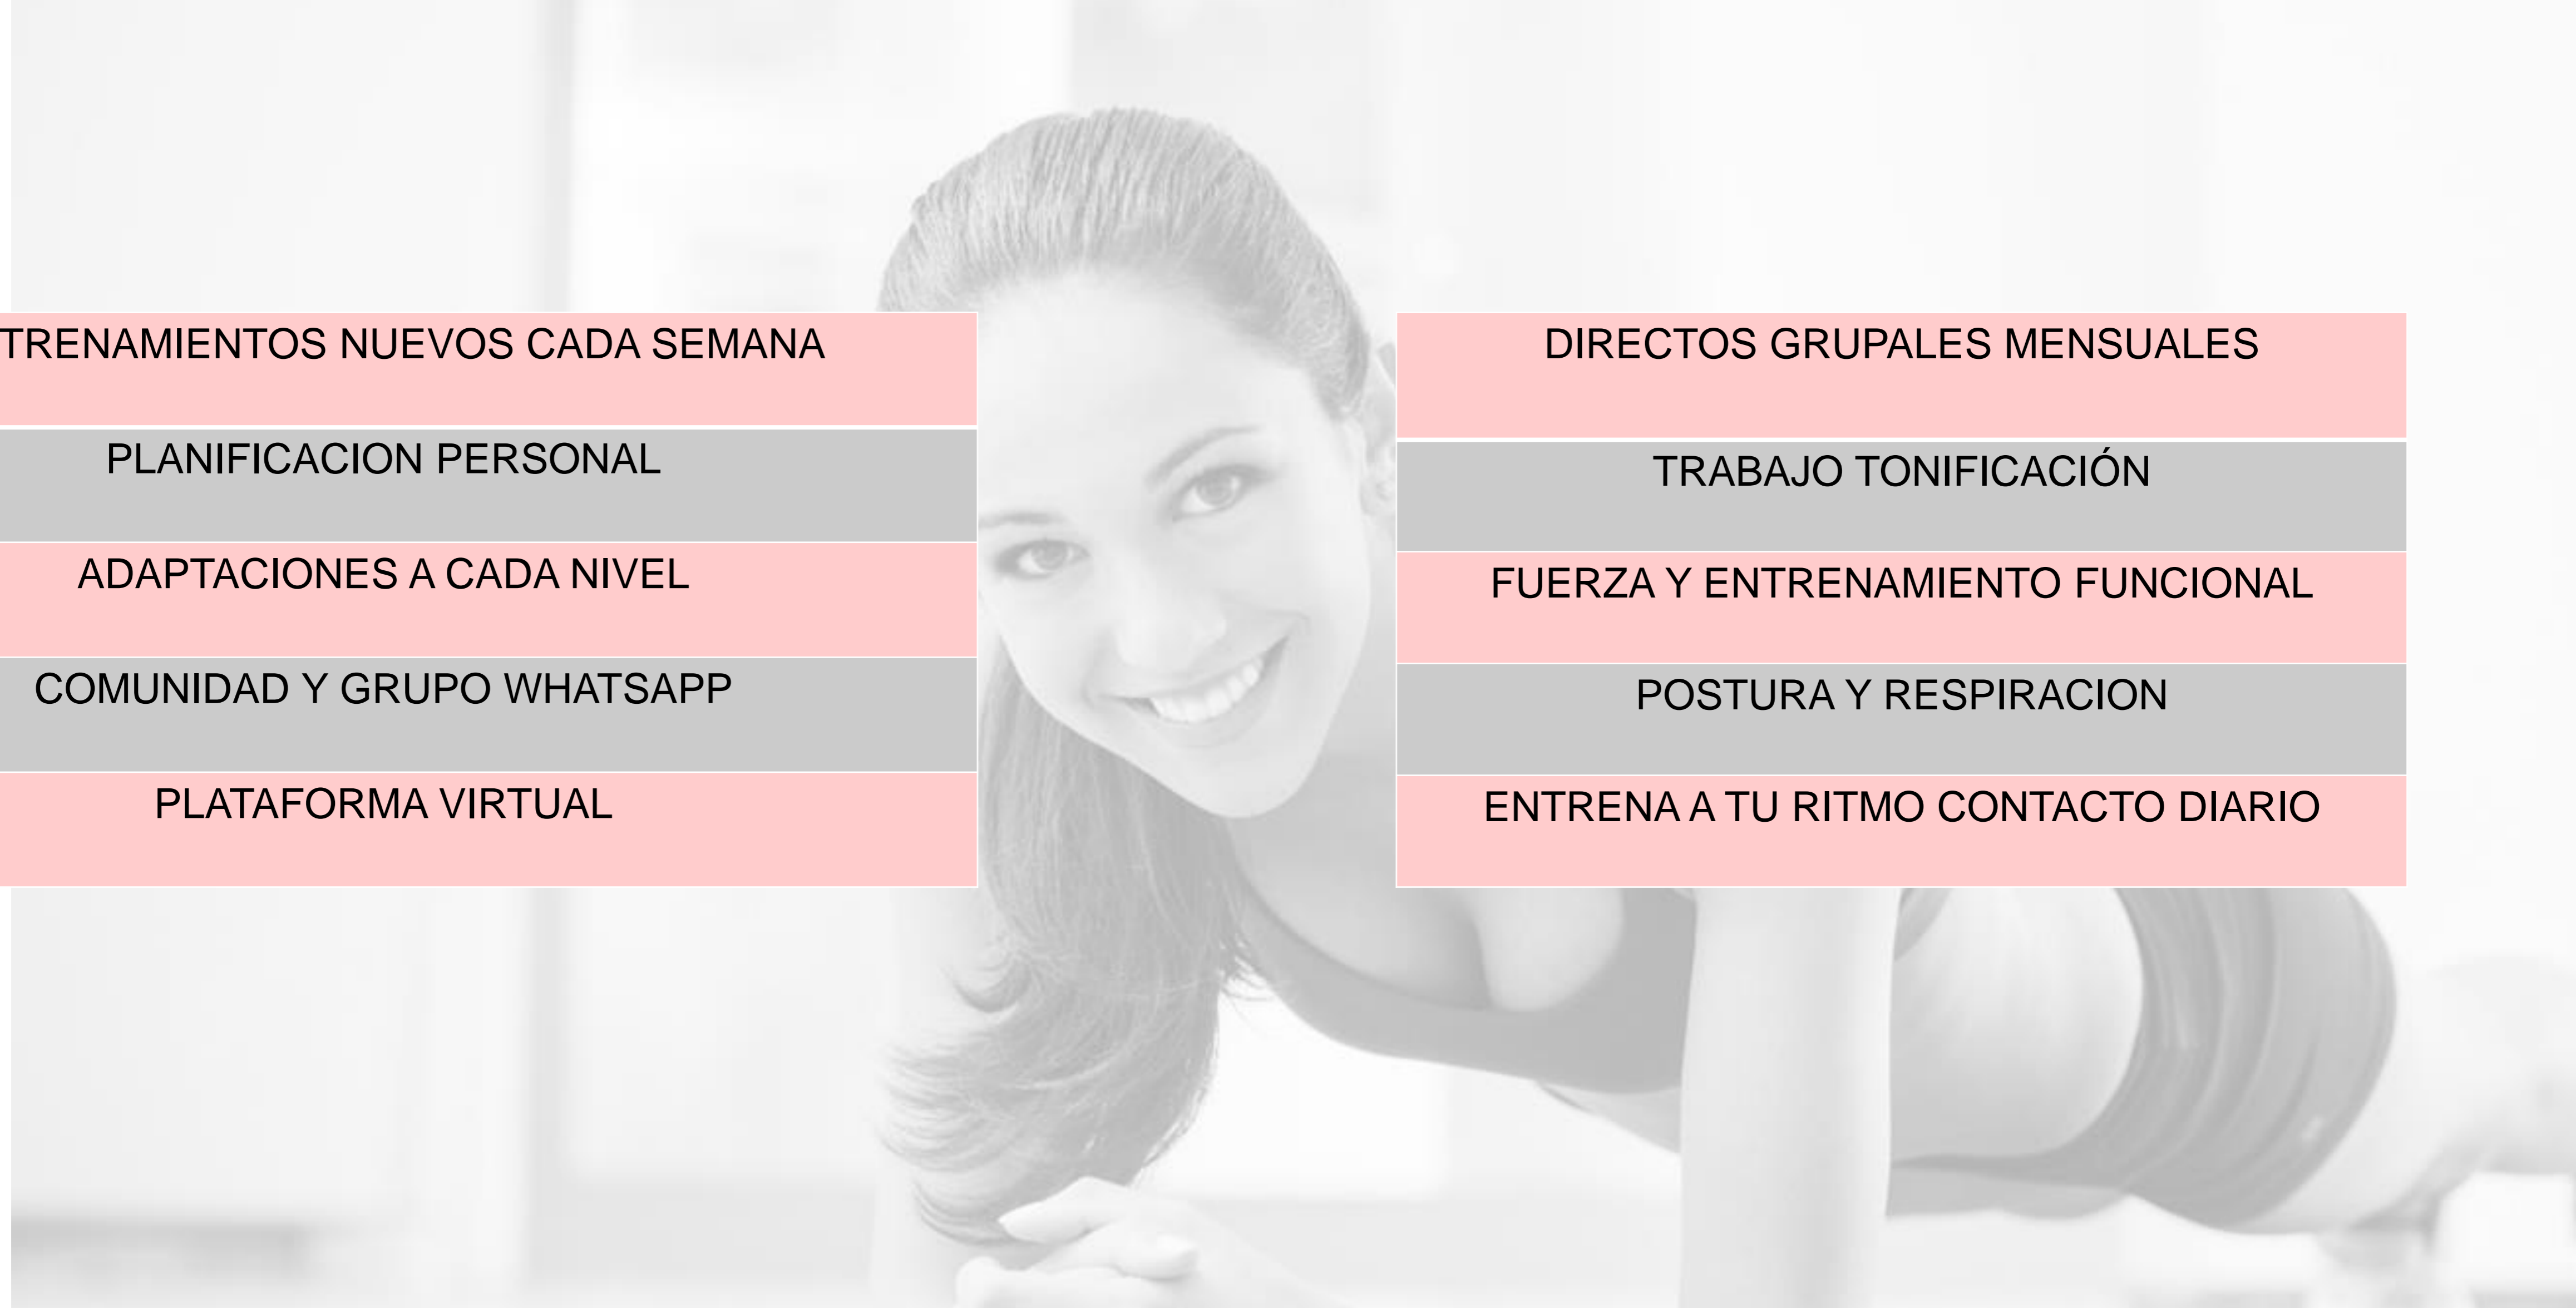 TRENAMIENTOS NUEVOS CADA SEMANA
PLANIFICACION PERSONAL
ADAPTACIONES A CADA NIVEL
COMUNIDAD Y GRUPO WHATSAPP
PLATAFORMA VIRTUAL
DIRECTOS GRUPALES MENSUALES
TRABAJO TONIFICACIÓN
FUERZA Y ENTRENAMIENTO FUNCIONAL
POSTURA Y RESPIRACION
ENTRENA A TU RITMO CONTACTO DIARIO